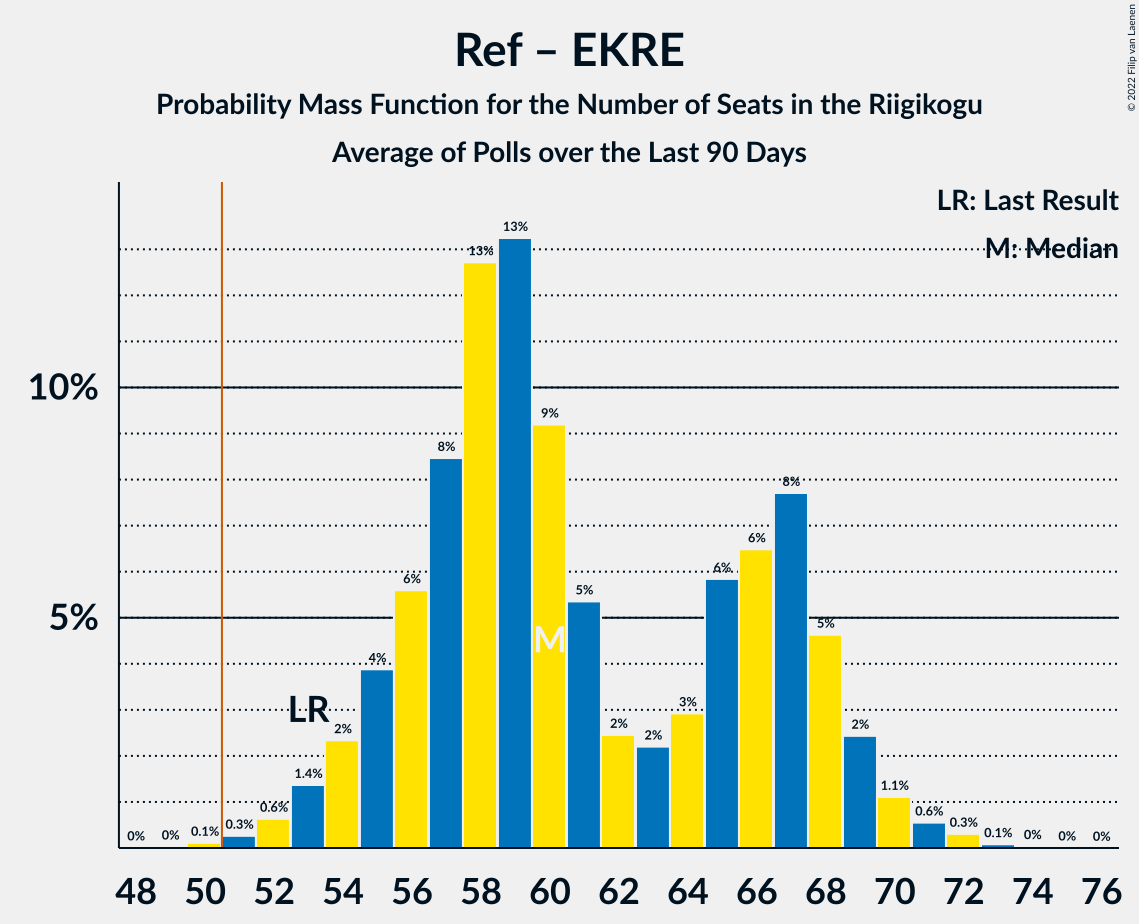 Ref – EKRE
Probability Mass Function for the Number of Seats in the Riigikogu
Average of Polls over the Last 90 Days
© 2022 Filip van Laenen
LR: Last Result
M: Median
10%
5%
0% 0% 0.1% 0.3% 0.6% 1.4% 2% 4% 6% 8% 13% 13% 9% 5% 2% 2% 3% 6% 6% 8% 5% 2% 1.1% 0.6% 0.3% 0.1% 0% 0% 0%
LR
M
48 50 52 54 56 58 60 62 64 66 68 70 72 74 76